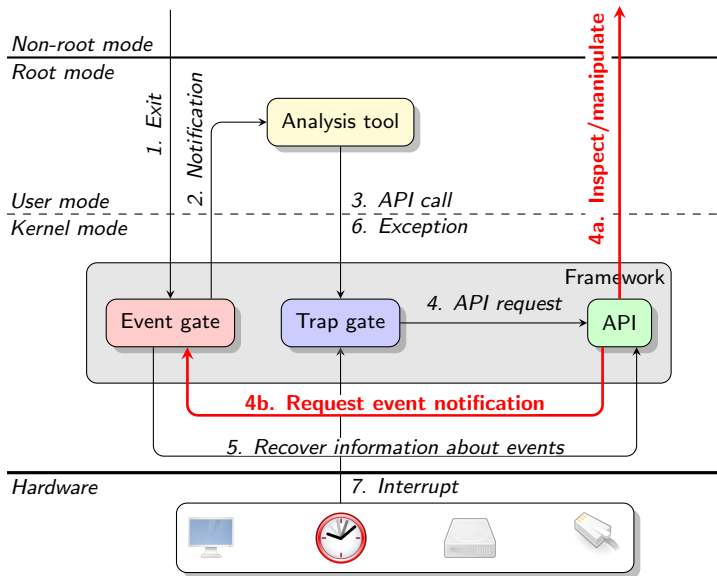 Non-root mode
Root mode
1. Exit
2. Notification
Analysis tool
4a. Inspect/manipulate
User mode
Kernel mode
3. API call
6. Exception
Framework
Event gate
Trap gate
4. API request
API
4b. Request event notification
5. Recover information about events
Hardware
7. Interrupt